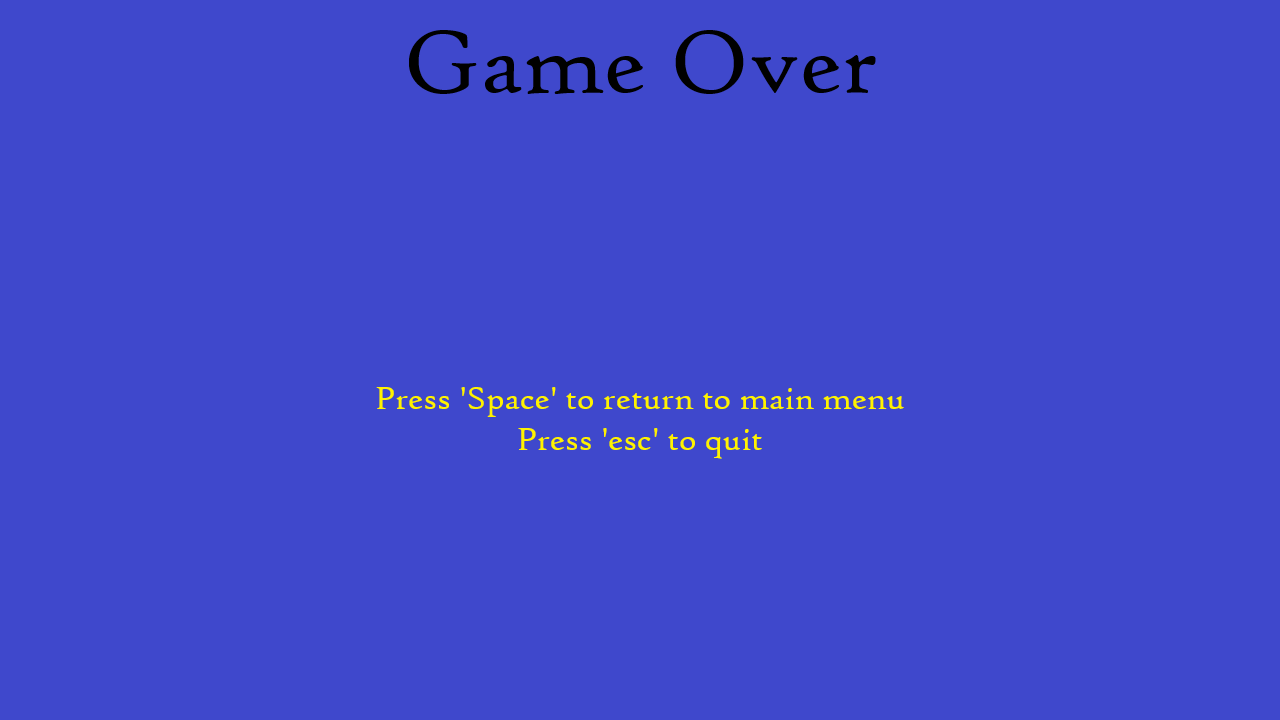 Game Over
Press 'Space' to return to main menu
Press 'esc' to quit